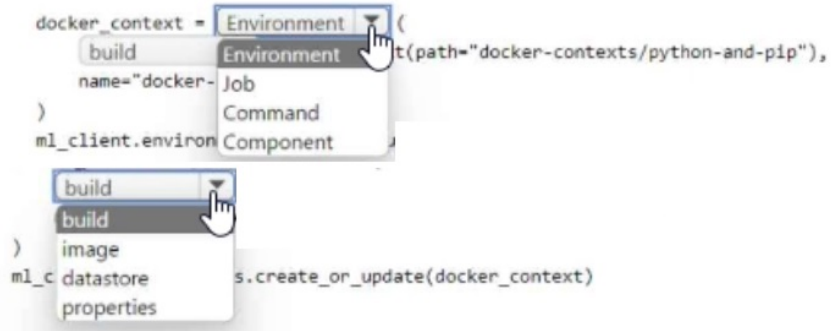 docker_context = Environment (
build Environment t(path="docker-contexts/python-and-pip"),
name="docker- Job
) Command
ml_client.environ Component
build
build
) image
ml_c datastore s.create_or_update(docker_context)
properties